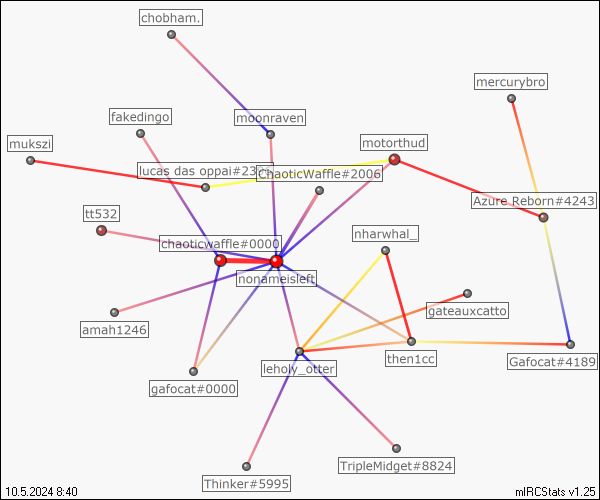 chobham.
mercurybro
fakedingo
moonraven
mukszi
motorthud
lucas das oppai#23
ChaoticWaffle#2006
Azure Reborn#4243
tt532
nharwhal_
chaoticwaffle#0000
nonameisleft
gateauxcatto
amah1246
then1cc
Gafocat#4189
leholy_otter
gafocat#0000
TripleMidget#8824
Thinker#5995
10.5.2024 8:40
mIRCStats v1.25